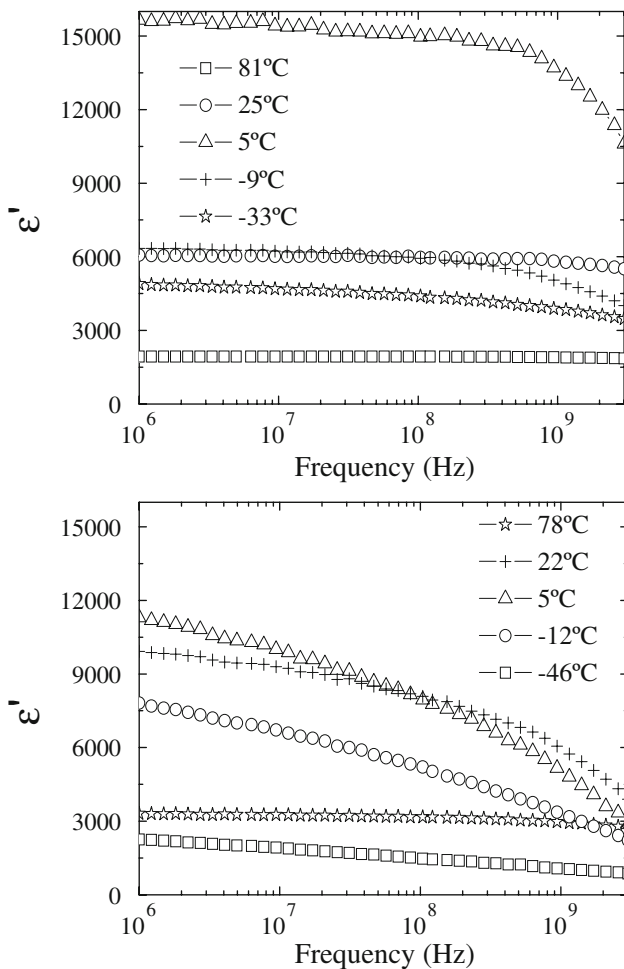 15000
12000
9000
6000
3000
0
ε'
81ºC
25ºC
5ºC
-9ºC
-33ºC
10^6 10^7 10^8 10^9
Frequency (Hz)
15000
12000
9000
6000
3000
0
ε'
78ºC
22ºC
5ºC
-12ºC
-46ºC
10^6 10^7 10^8 10^9
Frequency (Hz)